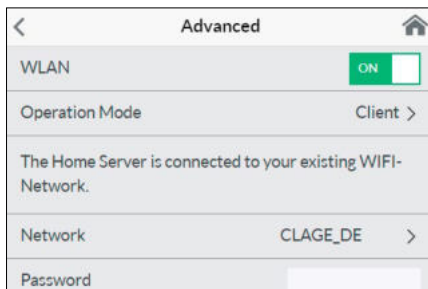 Advanced
WLAN ON
Operation Mode Client
The Home Server is connected to your existing WIFI-
Network.
Network CLAGE_DE
Password